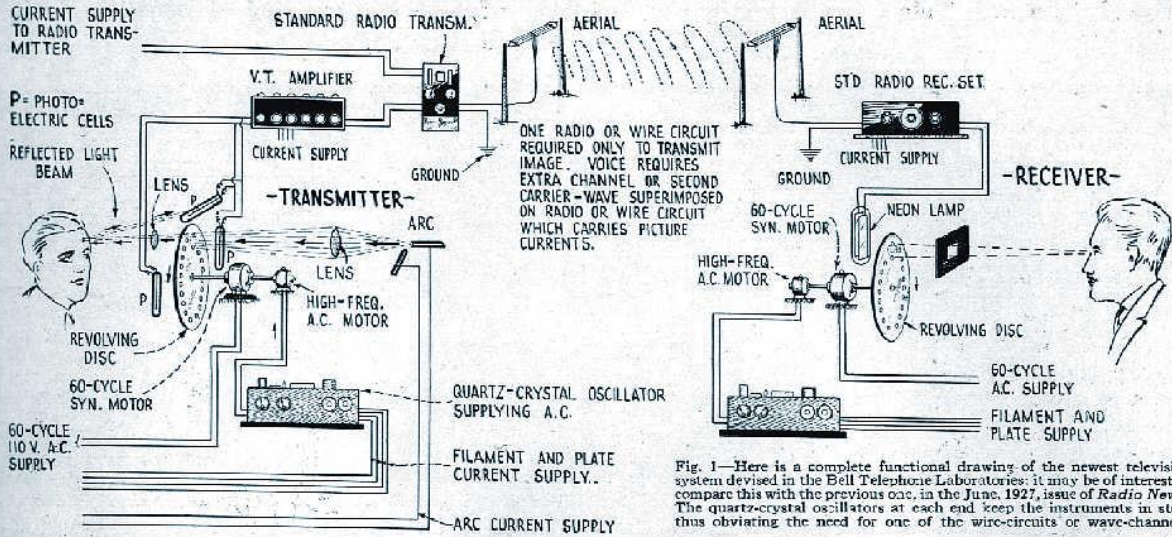 CURRENT SUPPLY
TO RADIO TRANS-
MITTER
STANDARD RADIO TRANSM.
AERIAL
AERIAL
V.T. AMPLIFIER
ST'D RADIO REC. SET
P = PHOTO=
ELECTRIC CELLS
CURRENT SUPPLY
REFLECTED LIGHT
BEAM
LENS
P
-TRANSMITTER-
GROUND
ONE RADIO OR WIRE CIRCUIT
REQUIRED ONLY TO TRANSMIT
IMAGE. VOICE REQUIRES
EXTRA CHANNEL OR SECOND
CARRIER-WAVE SUPERIMPOSED
ON RADIO OR WIRE CIRCUIT
WHICH CARRIES PICTURE
CURRENTS.
GROUND
CURRENT SUPPLY
-RECEIVER-
ARC
LENS
P
P
HIGH-FREQ.
A.C. MOTOR
REVOLVING
DISC
60-CYCLE
SYN. MOTOR
60-CYCLE
SYN. MOTOR
NEON LAMP
HIGH-FREQ.
A.C. MOTOR
REVOLVING DISC
QUARTZ-CRYSTAL OSCILLATOR
SUPPLYING A.C.
60-CYCLE
A.C. SUPPLY
FILAMENT AND
PLATE SUPPLY
60-CYCLE
110 V. A.C.
SUPPLY
FILAMENT AND PLATE
CURRENT SUPPLY.
ARC CURRENT SUPPLY
Fig. 1—Here is a complete functional drawing of the newest televisi
system devised in the Bell Telephone Laboratories: it may be of interest
compare this with the previous one, in the June, 1927, issue of Radio Ne
The quartz-crystal oscillators at each end keep the instruments in st
thus obviating the need for one of the wire-circuits or wave-chann